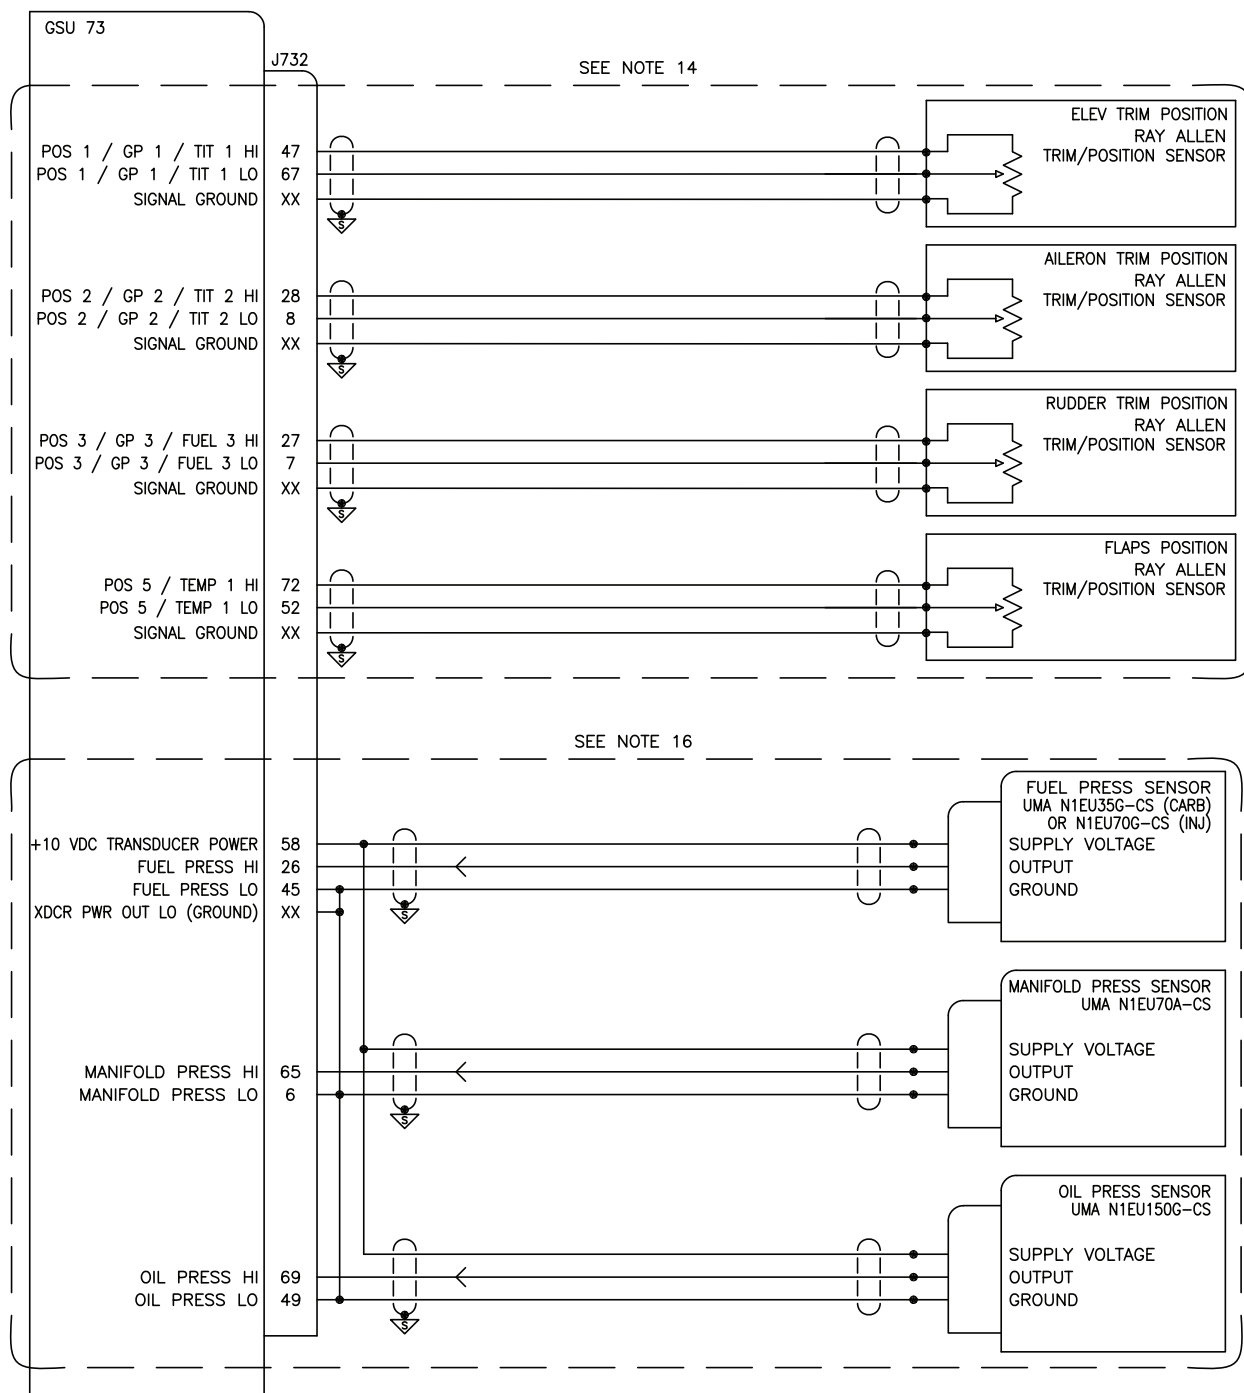 GSU 73
J732
SEE NOTE 14
ELEV TRIM POSITION
RAY ALLEN
TRIM/POSITION SENSOR
POS 1 / GP 1 / TIT 1 HI 47
POS 1 / GP 1 / TIT 1 LO 67
SIGNAL GROUND XX
S
AILERON TRIM POSITION
RAY ALLEN
TRIM/POSITION SENSOR
POS 2 / GP 2 / TIT 2 HI 28
POS 2 / GP 2 / TIT 2 LO 8
SIGNAL GROUND XX
S
RUDDER TRIM POSITION
RAY ALLEN
TRIM/POSITION SENSOR
POS 3 / GP 3 / FUEL 3 HI 27
POS 3 / GP 3 / FUEL 3 LO 7
SIGNAL GROUND XX
S
FLAPS POSITION
RAY ALLEN
TRIM/POSITION SENSOR
POS 5 / TEMP 1 HI 72
POS 5 / TEMP 1 LO 52
SIGNAL GROUND XX
S
SEE NOTE 16
FUEL PRESS SENSOR
UMA N1EU35G-CS (CARB)
OR N1EU70G-CS (INJ)
+10 VDC TRANSDUCER POWER 58 SUPPLY VOLTAGE
FUEL PRESS HI 26 OUTPUT
FUEL PRESS LO 45 GROUND
XDCR PWR OUT LO (GROUND) XX
S
MANIFOLD PRESS SENSOR
UMA N1EU70A-CS
SUPPLY VOLTAGE
MANIFOLD PRESS HI 65 OUTPUT
MANIFOLD PRESS LO 6 GROUND
S
OIL PRESS SENSOR
UMA N1EU150G-CS
SUPPLY VOLTAGE
OIL PRESS HI 69 OUTPUT
OIL PRESS LO 49 GROUND
S